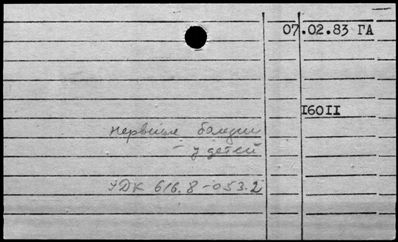 07.02.83 ГА
I60II
нервные болезни
- у детей
УДК 616.8-053.2